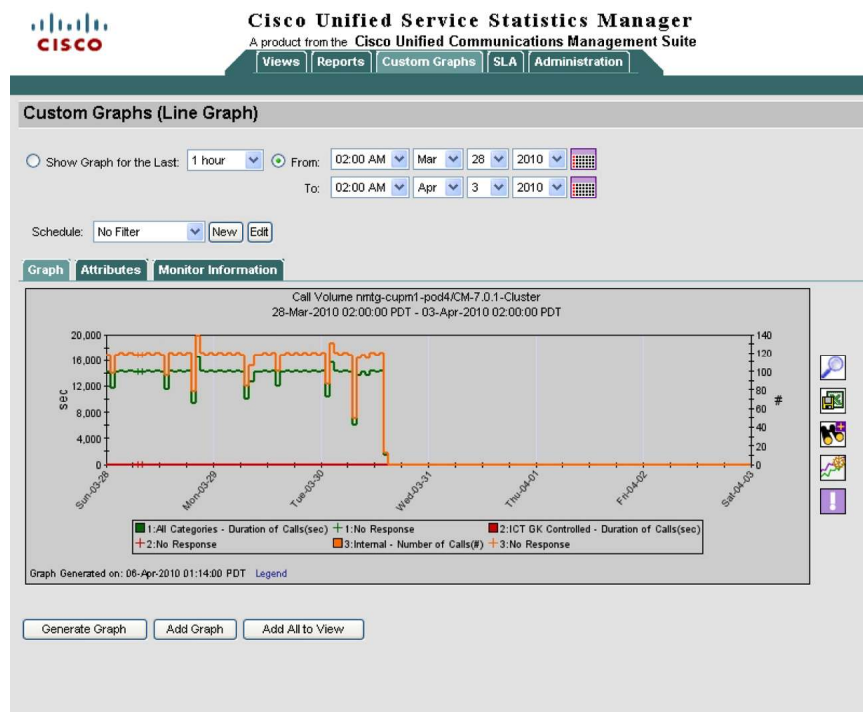 CISCO
Cisco Unified Service Statistics Manager
A product from the Cisco Unified Communications Management Suite
Views Reports Custom Graphs SLA Administration
Custom Graphs (Line Graph)
Show Graph for the Last: 1 hour From: 02:00 AM Mar 28 2010
To: 02:00 AM Apr 3 2010
Schedule: No Filter New Edit
Graph Attributes Monitor Information
Call Volume nmtg-cupm1-pod4/CM-7.0.1-Cluster
28-Mar-2010 02:00:00 PDT - 03-Apr-2010 02:00:00 PDT
20,000
16,000
12,000
8,000
4,000
0
sec
140
120
100
80
60
40
20
0
#
Sun-03-28 Mon-03-29 Tue-03-30 Wed-03-31 Thu-04-01 Fri-04-02 Sat-04-03
1:All Categories - Duration of Calls(sec) 1:No Response 2:ICT GK Controlled - Duration of Calls(sec)
2:No Response 3:Internal - Number of Calls(#) 3:No Response
Graph Generated on: 06-Apr-2010 01:14:00 PDT Legend
Generate Graph Add Graph Add All to View